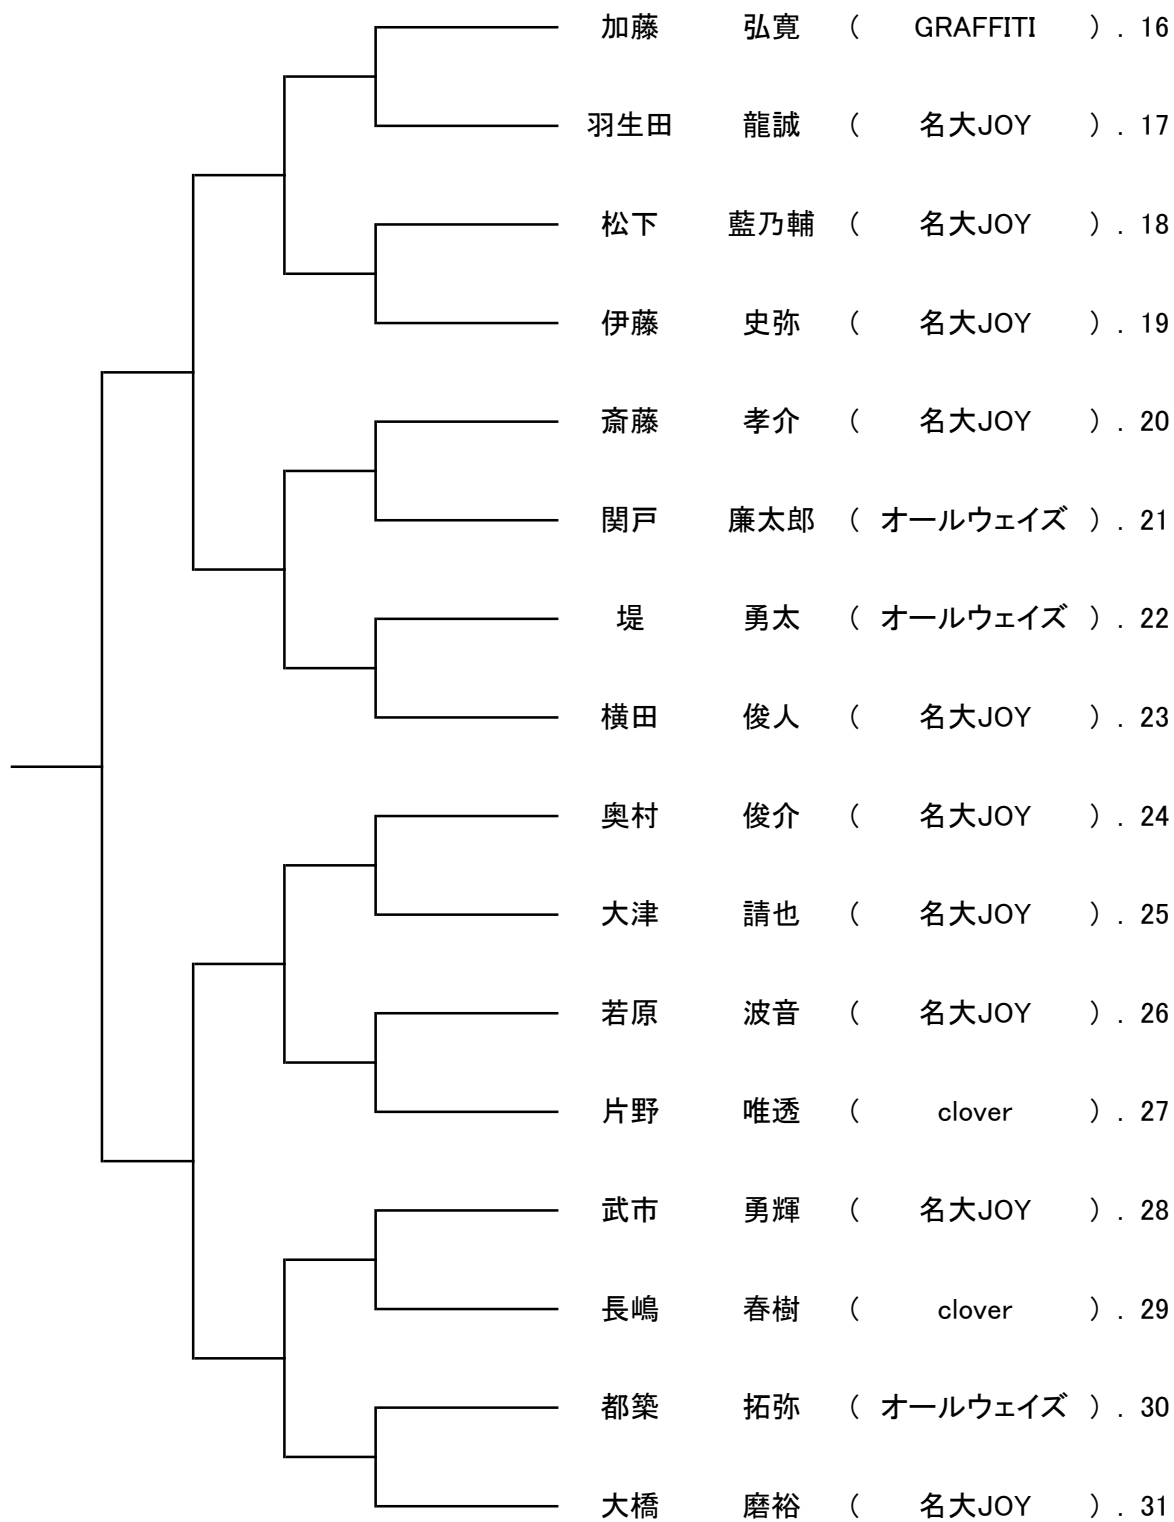 加藤 弘寛 ( GRAFFITI ) . 16
羽生田 龍誠 ( 名大JOY ) . 17
松下 藍乃輔 ( 名大JOY ) . 18
伊藤 史弥 ( 名大JOY ) . 19
斎藤 孝介 ( 名大JOY ) . 20
関戸 廉太郎 ( オールウェイズ ) . 21
堤 勇太 ( オールウェイズ ) . 22
横田 俊人 ( 名大JOY ) . 23
奥村 俊介 ( 名大JOY ) . 24
大津 請也 ( 名大JOY ) . 25
若原 波音 ( 名大JOY ) . 26
片野 唯透 ( clover ) . 27
武市 勇輝 ( 名大JOY ) . 28
長嶋 春樹 ( clover ) . 29
都築 拓弥 ( オールウェイズ ) . 30
大橋 磨裕 ( 名大JOY ) . 31